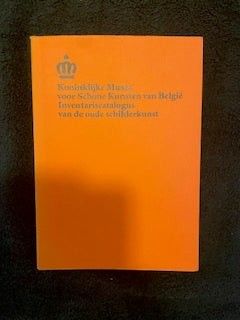 Koninklijke Musea
voor Schone Kunsten van België
Inventariscatalogus
van de oude schilderkunst